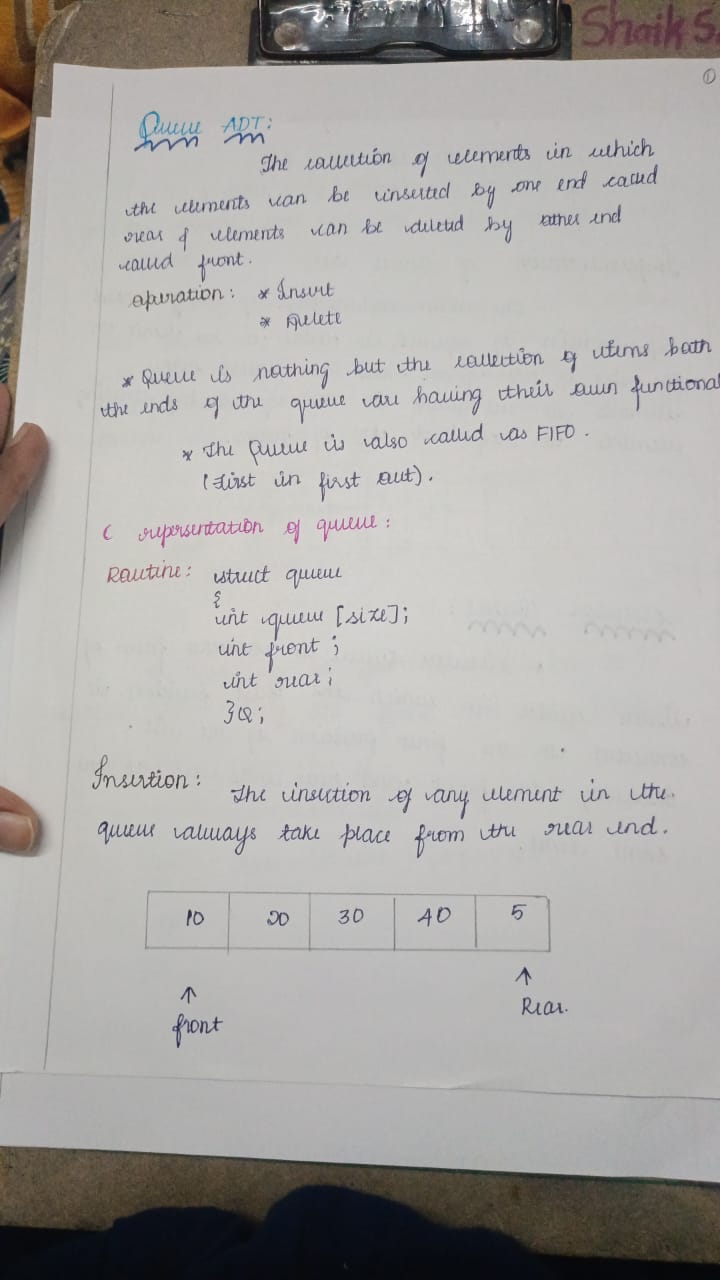 Shaik S
①
Queue ADT:
The collection of elements in which
the elements can be inserted by one end called
rear & elements can be deleted by other end
called front.
operation: * Insert
* Delete
* Queue is nothing but the collection of items both
the ends of the queue are having their own functional
* The Queue is also called as FIFO.
(First in first out).
C repersentation of queue:
Routine: struct queue
{
int queue [size];
int front;
int rear;
}Q;
Insertion: The insection of any element in the
queue always take place from the rear end.
10 20 30 40 5
↑ ↑
front Rear.